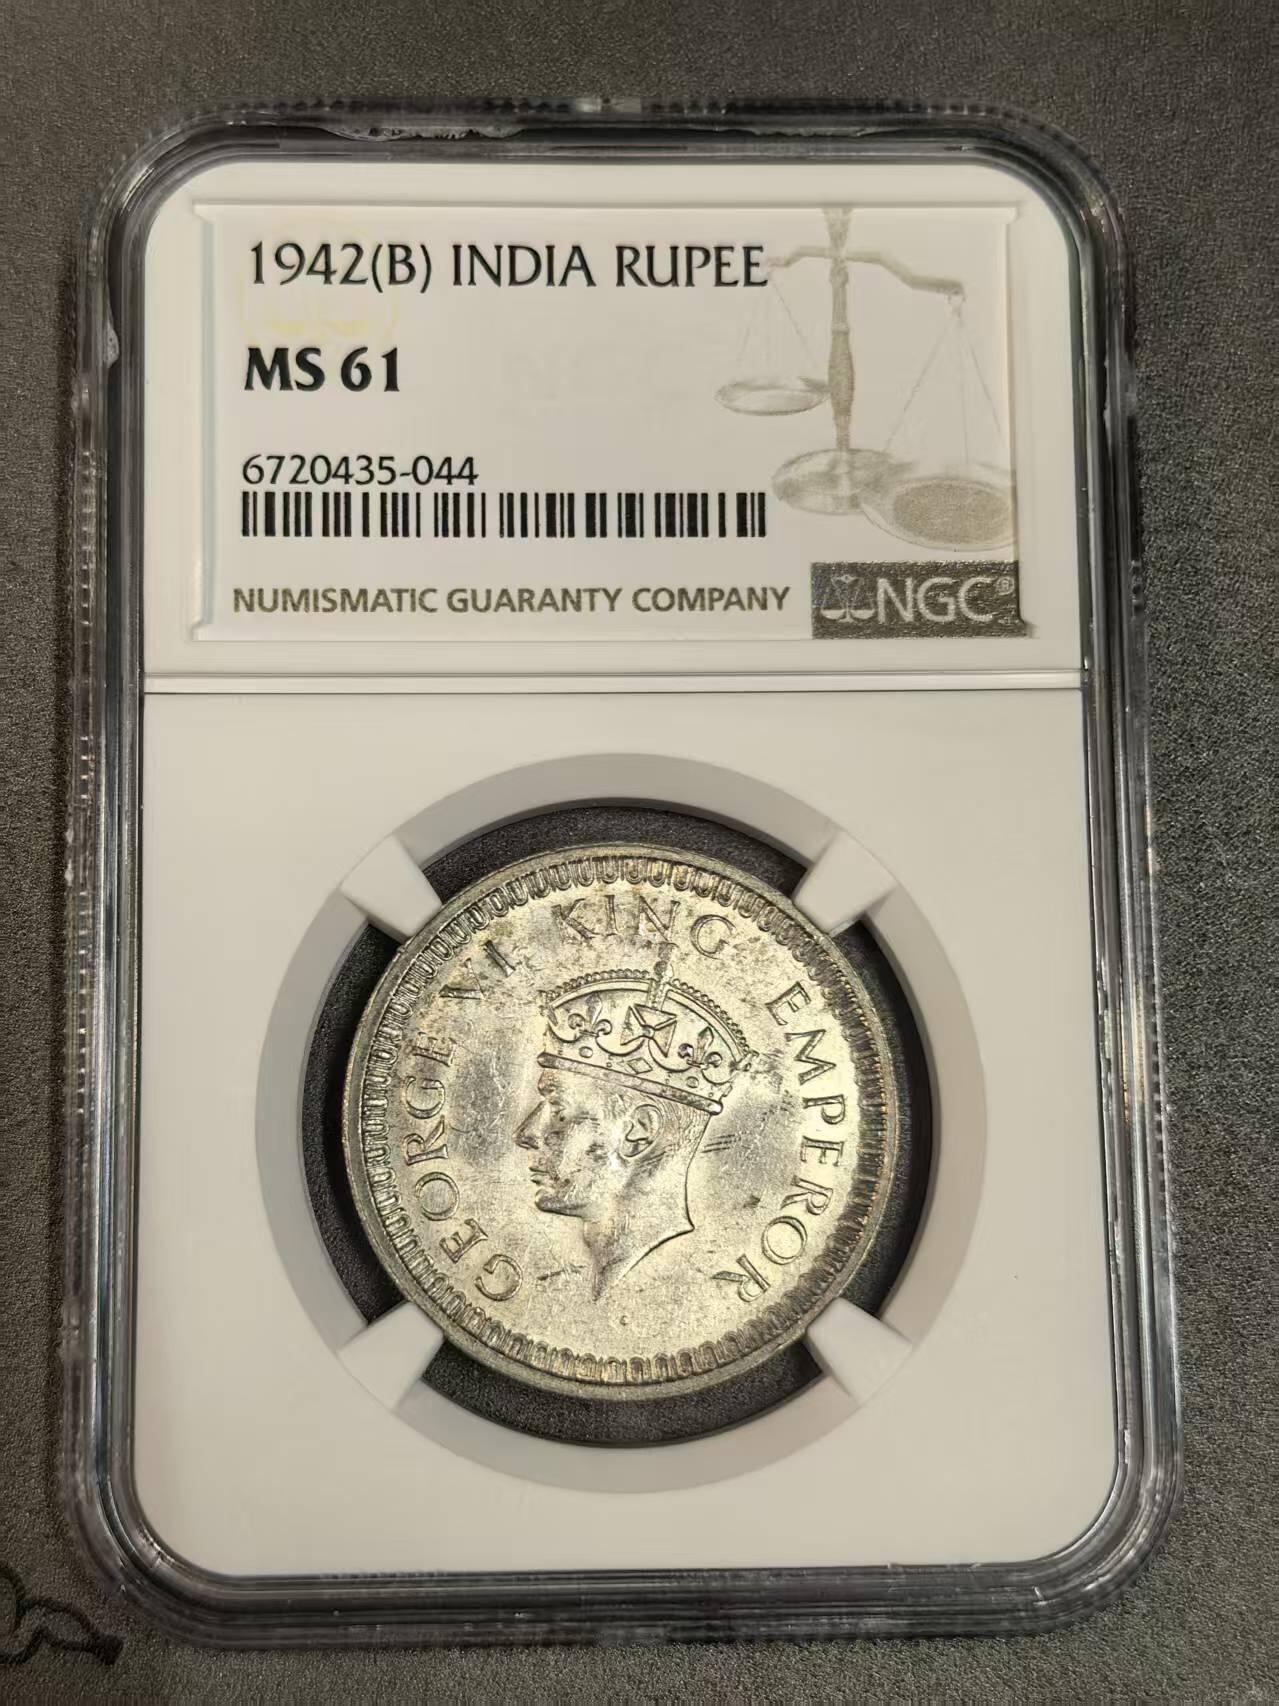 1942(B) INDIA RUPEE
MS 61
6720435-044
NUMISMATIC GUARANTY COMPANY
NGC®
GEORGE VI KING EMPEROR